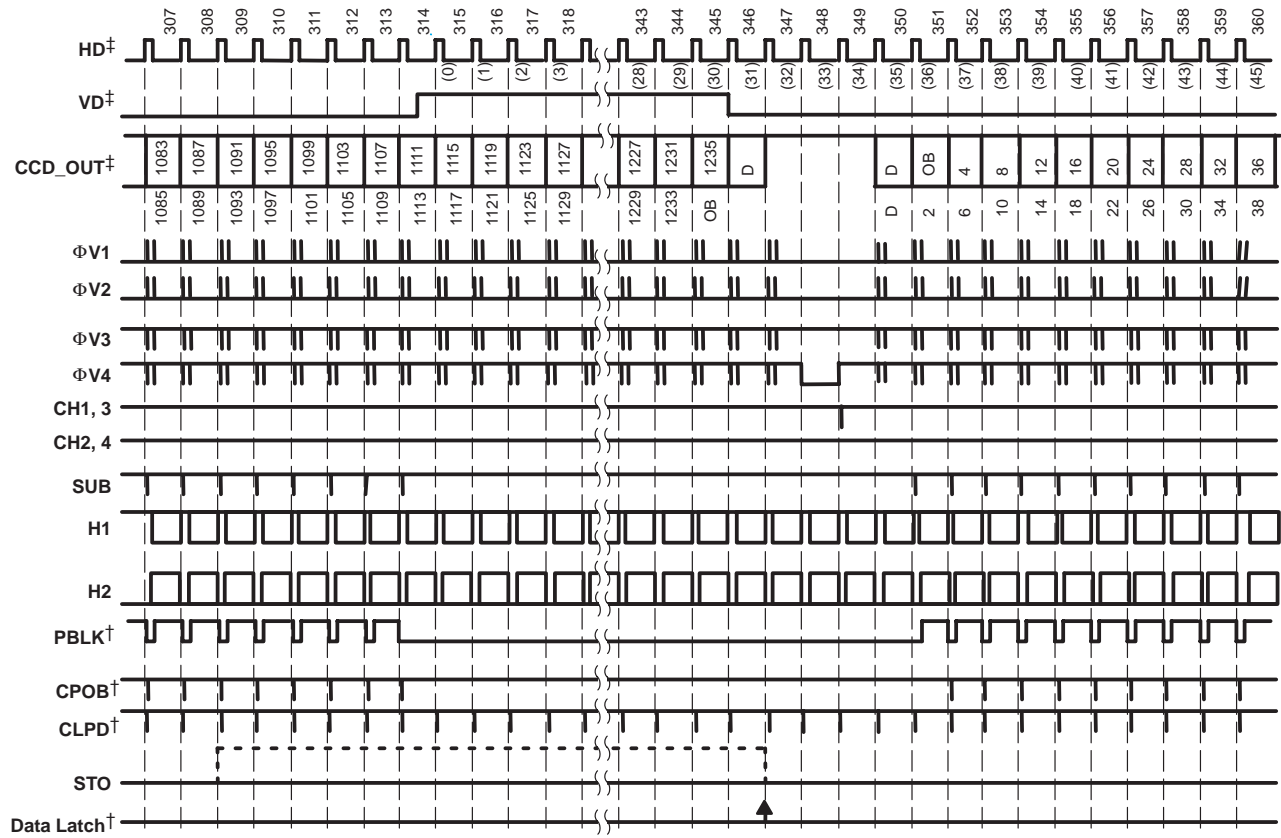 307 308 309 310 311 312 313 314 315 316 317 318 343 344 345 346 347 348 349 350 351 352 353 354 355 356 357 358 359 360
HD‡
(0) (1) (2) (3) (28) (29) (30) (31) (32) (33) (34) (35) (36) (37) (38) (39) (40) (41) (42) (43) (44) (45)
VD‡
CCD_OUT‡ 1083 1087 1091 1095 1099 1103 1107 1111 1115 1119 1123 1127 1227 1231 1235 D D OB 4 8 12 16 20 24 28 32 36
1085 1089 1093 1097 1101 1105 1109 1113 1117 1121 1125 1129 1229 1233 OB D 2 6 10 14 18 22 26 30 34 38
ΦV1
ΦV2
ΦV3
ΦV4
CH1, 3
CH2, 4
SUB
H1
H2
PBLK†
CPOB†
CLPD†
STO
Data Latch†